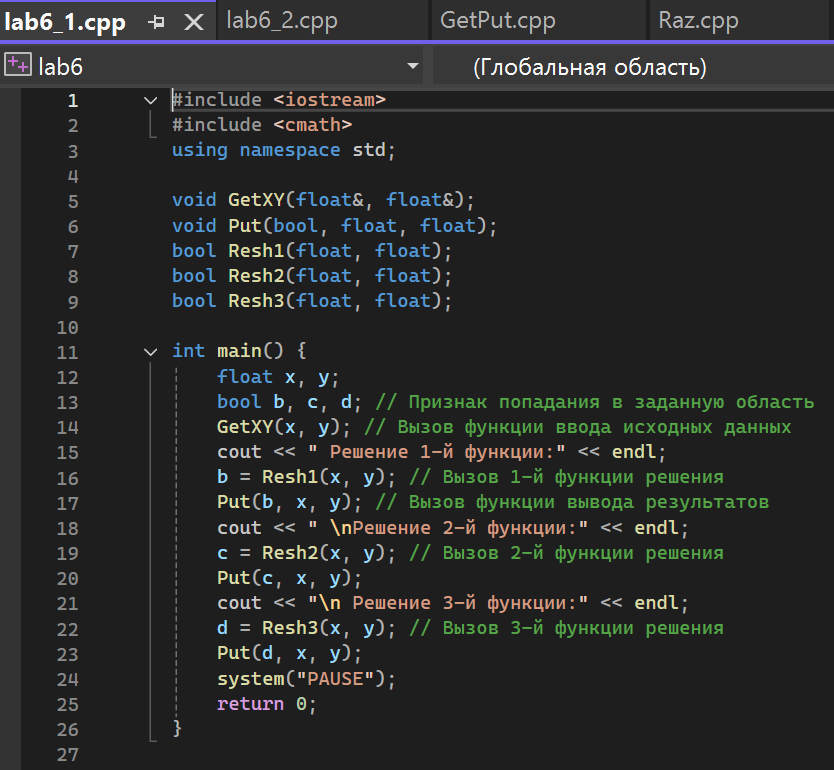 lab6_1.cpp lab6_2.cpp GetPut.cpp Raz.cpp
lab6 (Глобальная область)
1 #include <iostream>
2 #include <cmath>
3 using namespace std;
4
5 void GetXY(float&, float&);
6 void Put(bool, float, float);
7 bool Resh1(float, float);
8 bool Resh2(float, float);
9 bool Resh3(float, float);
10
11 int main() {
12 float x, y;
13 bool b, c, d; // Признак попадания в заданную область
14 GetXY(x, y); // Вызов функции ввода исходных данных
15 cout << " Решение 1-й функции:" << endl;
16 b = Resh1(x, y); // Вызов 1-й функции решения
17 Put(b, x, y); // Вызов функции вывода результатов
18 cout << " \nРешение 2-й функции:" << endl;
19 c = Resh2(x, y); // Вызов 2-й функции решения
20 Put(c, x, y);
21 cout << "\n Решение 3-й функции:" << endl;
22 d = Resh3(x, y); // Вызов 3-й функции решения
23 Put(d, x, y);
24 system("PAUSE");
25 return 0;
26 }
27